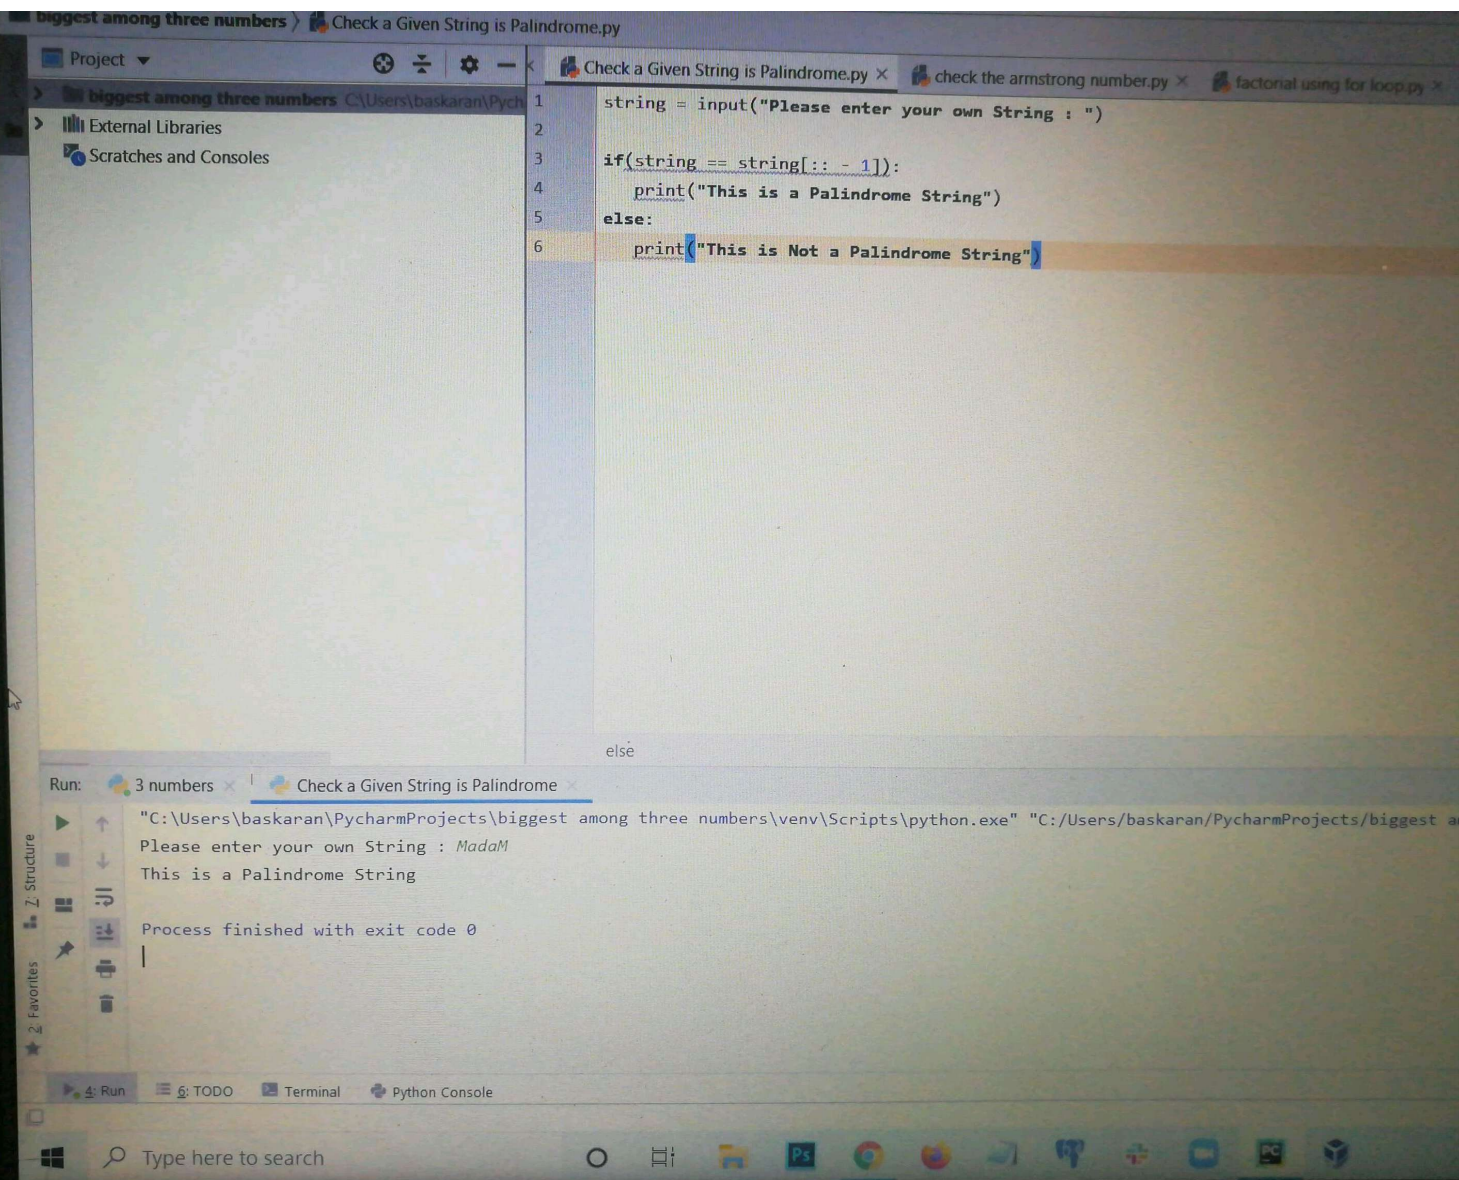 biggest among three numbers 〉 Check a Given String is Palindrome.py
Project
Check a Given String is Palindrome.py × check the armstrong number.py × factorial using for loop.py ×
biggest among three numbers C:\Users\baskaran\Pych
External Libraries
Scratches and Consoles
1 string = input("Please enter your own String : ")
2
3 if(string == string[:: - 1]):
4 print("This is a Palindrome String")
5 else:
6 print("This is Not a Palindrome String")
else
Run: 3 numbers × Check a Given String is Palindrome ×
"C:\Users\baskaran\PycharmProjects\biggest among three numbers\venv\Scripts\python.exe" "C:/Users/baskaran/PycharmProjects/biggest a
Please enter your own String : MadaM
This is a Palindrome String
Process finished with exit code 0
Z: Structure
2: Favorites
4: Run 6: TODO Terminal Python Console
Type here to search
Ps
PC